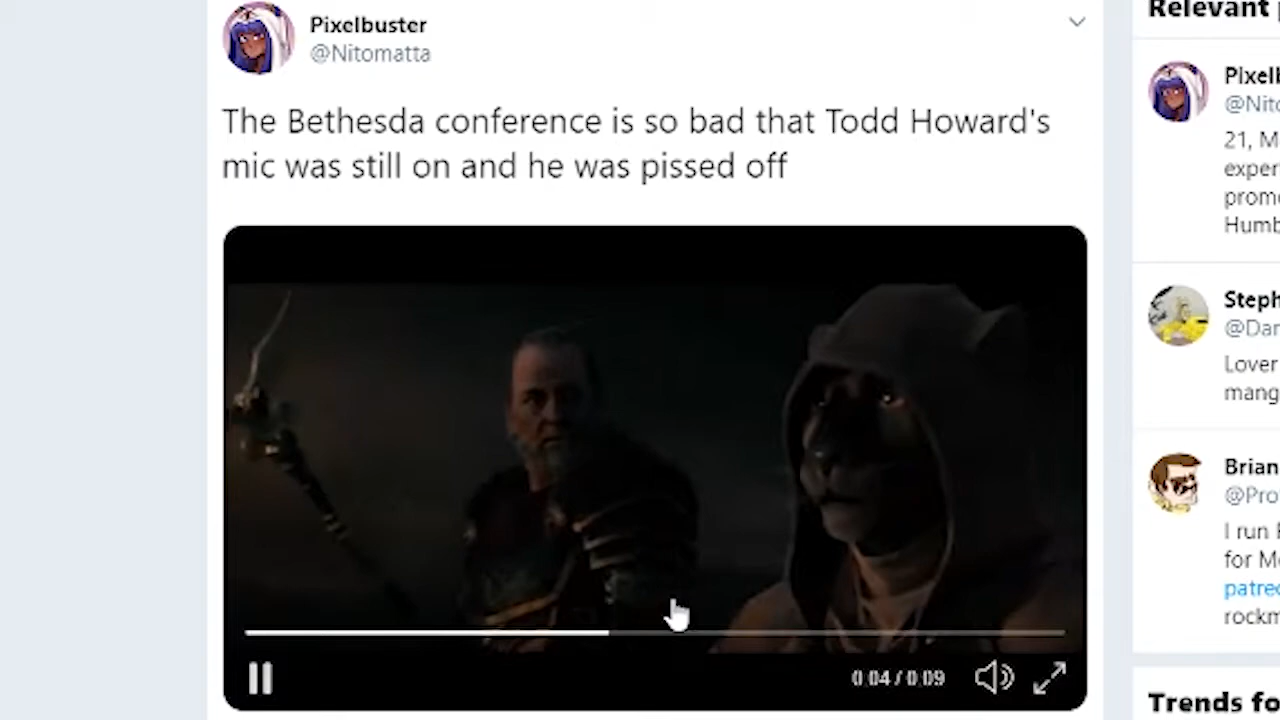 Pixelbuster
@Nitomatta
The Bethesda conference is so bad that Todd Howard's
mic was still on and he was pissed off
0:04 / 0:09
Relevant
Pixelb
@Nito
21, M
exper
promo
Humb
Steph
@Dar
Lover
mang
Brian
@Pro
I run
for Mo
patreo
rockm
Trends fo